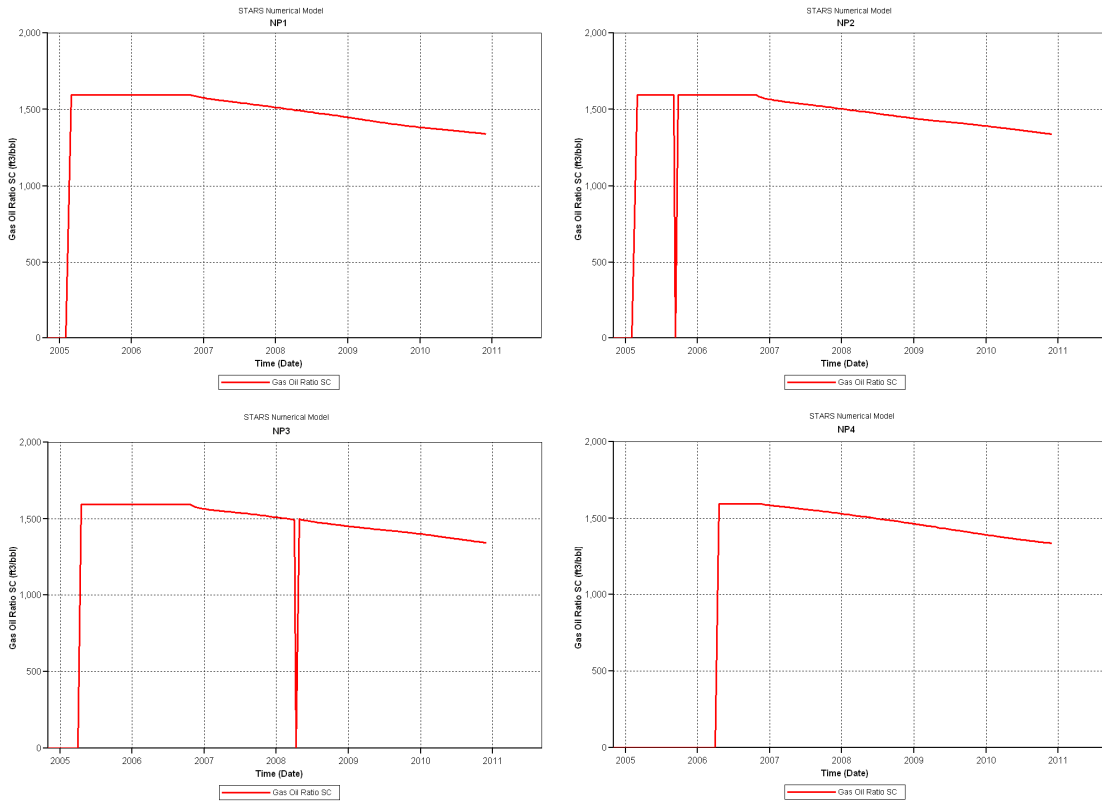 STARS Numerical Model
NP1
2,000
1,500
1,000
500
0
Gas Oil Ratio SC (ft3/bbl)
2005 2006 2007 2008 2009 2010 2011
Time (Date)
Gas Oil Ratio SC
STARS Numerical Model
NP2
2,000
1,500
1,000
500
0
Gas Oil Ratio SC (ft3/bbl)
2005 2006 2007 2008 2009 2010 2011
Time (Date)
Gas Oil Ratio SC
STARS Numerical Model
NP3
2,000
1,500
1,000
500
0
Gas Oil Ratio SC (ft3/bbl)
2005 2006 2007 2008 2009 2010 2011
Time (Date)
Gas Oil Ratio SC
STARS Numerical Model
NP4
2,000
1,500
1,000
500
0
Gas Oil Ratio SC (ft3/bbl)
2005 2006 2007 2008 2009 2010 2011
Time (Date)
Gas Oil Ratio SC